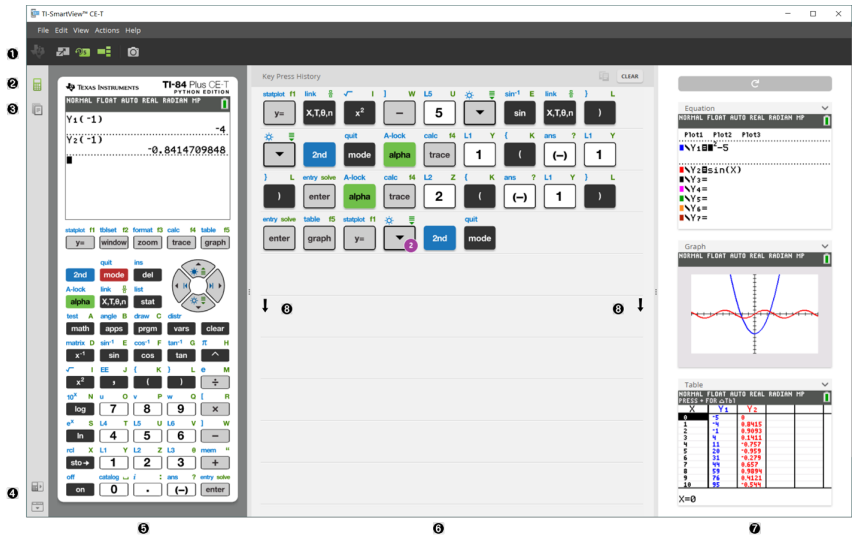 TI-SmartView™ CE-T
File Edit View Actions Help
❶
❷
❸
❹
❺
❻
❼
❽
❽
TEXAS INSTRUMENTS
TI-84 Plus CE-T
PYTHON EDITION
NORMAL FLOAT AUTO REAL RADIAN MP
Y₁(-1)
-4
Y₂(-1)
-0.8414709848
statplot f1 tblset f2 format f3 calc f4 table f5
y= window zoom trace graph
quit ins
2nd mode del
A-lock link list
alpha X,T,θ,n stat
test A angle B draw C distr
math apps prgm vars clear
matrix D sin⁻¹ E cos⁻¹ F tan⁻¹ G π H
x⁻¹ sin cos tan ^
√ I EE J { K } L e M
x² , ( ) ÷
10ˣ N u O v P w Q [ R
log 7 8 9 ×
eˣ S L4 T L5 U L6 V ] W
ln 4 5 6 −
rcl X L1 Y L2 Z L3 θ mem "
sto→ 1 2 3 +
off catalog i : ans ? entry solve
on 0 . (−) enter
Key Press History
CLEAR
statplot f1 link √ I ] W L5 U sin⁻¹ E link } L
y= X,T,θ,n x² − 5 sin X,T,θ,n )
quit A-lock calc f4 L1 Y { K ans ? L1 Y
2nd mode alpha trace 1 ( (−) 1
} L entry solve A-lock calc f4 L2 Z { K ans ? L1 Y } L
) enter alpha trace 2 ( (−) 1 )
entry solve table f5 statplot f1 quit
enter graph y= 2 2nd mode
Equation
NORMAL FLOAT AUTO REAL RADIAN MP
Plot1 Plot2 Plot3
\Y₁=■²-5
\Y₂=sin(X)
\Y₃=
\Y₄=
\Y₅=
\Y₆=
\Y₇=
Graph
NORMAL FLOAT AUTO REAL RADIAN MP
Table
NORMAL FLOAT AUTO REAL RADIAN MP
PRESS + FOR △Tbl
X Y₁ Y₂
0 -5 0
1 -4 0.8415
2 -1 0.9093
3 4 0.1411
4 11 -0.757
5 20 -0.959
6 31 -0.279
7 44 0.657
8 59 0.9894
9 76 0.4121
10 95 -0.544
X=0